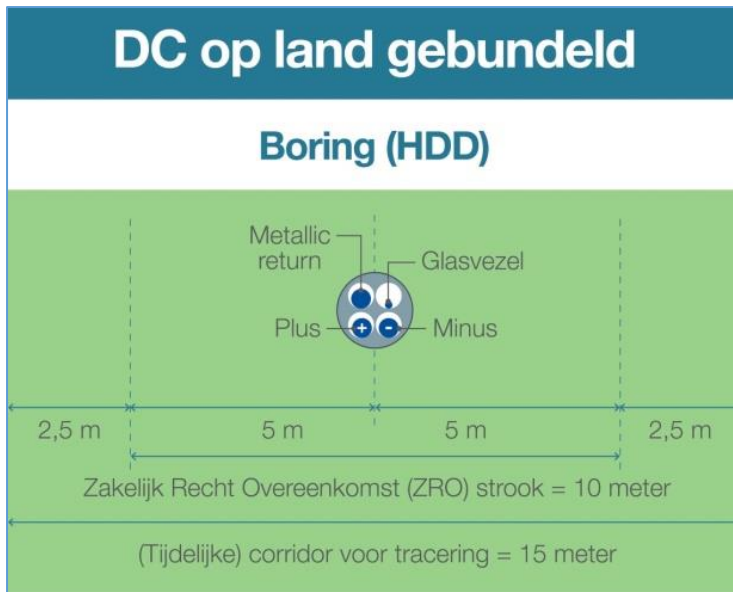 DC op land gebundeld
Boring (HDD)
Metallic
return
Glasvezel
Plus
+
-
Minus
2,5 m
5 m
5 m
2,5 m
Zakelijk Recht Overeenkomst (ZRO) strook = 10 meter
(Tijdelijke) corridor voor tracering = 15 meter